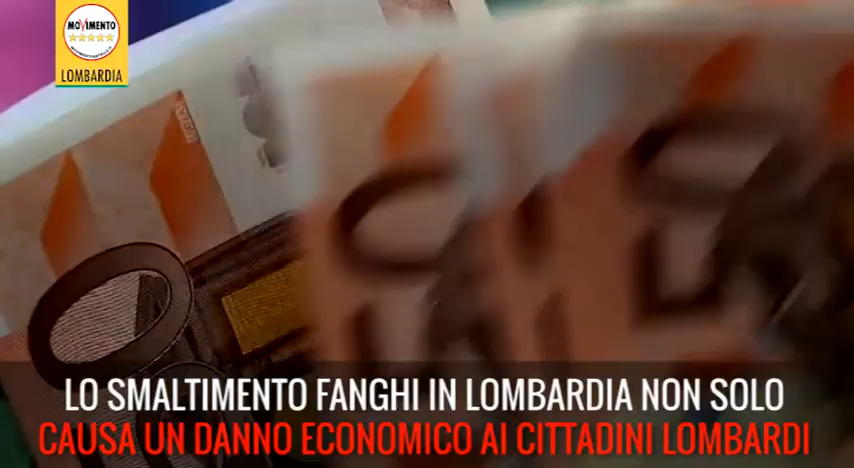 MOVIMENTO
LOMBARDIA
LO SMALTIMENTO FANGHI IN LOMBARDIA NON SOLO
CAUSA UN DANNO ECONOMICO AI CITTADINI LOMBARDI